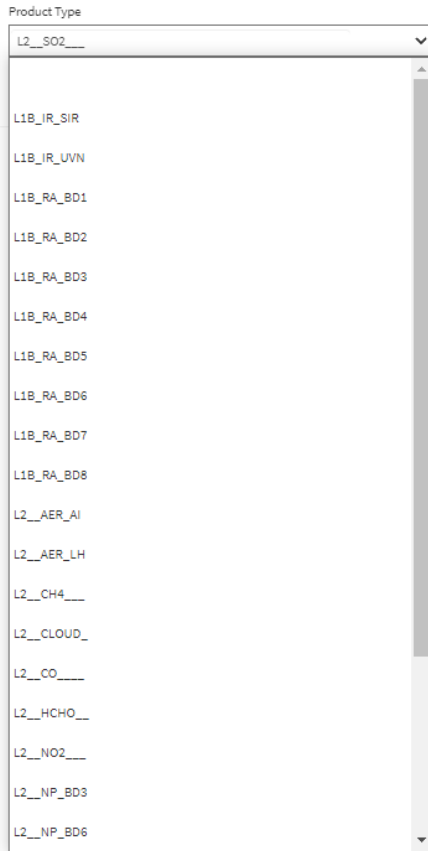 Product Type
L2__SO2___
L1B_IR_SIR
L1B_IR_UVN
L1B_RA_BD1
L1B_RA_BD2
L1B_RA_BD3
L1B_RA_BD4
L1B_RA_BD5
L1B_RA_BD6
L1B_RA_BD7
L1B_RA_BD8
L2__AER_AI
L2__AER_LH
L2__CH4___
L2__CLOUD_
L2__CO____
L2__HCHO__
L2__NO2___
L2__NP_BD3
L2__NP_BD6